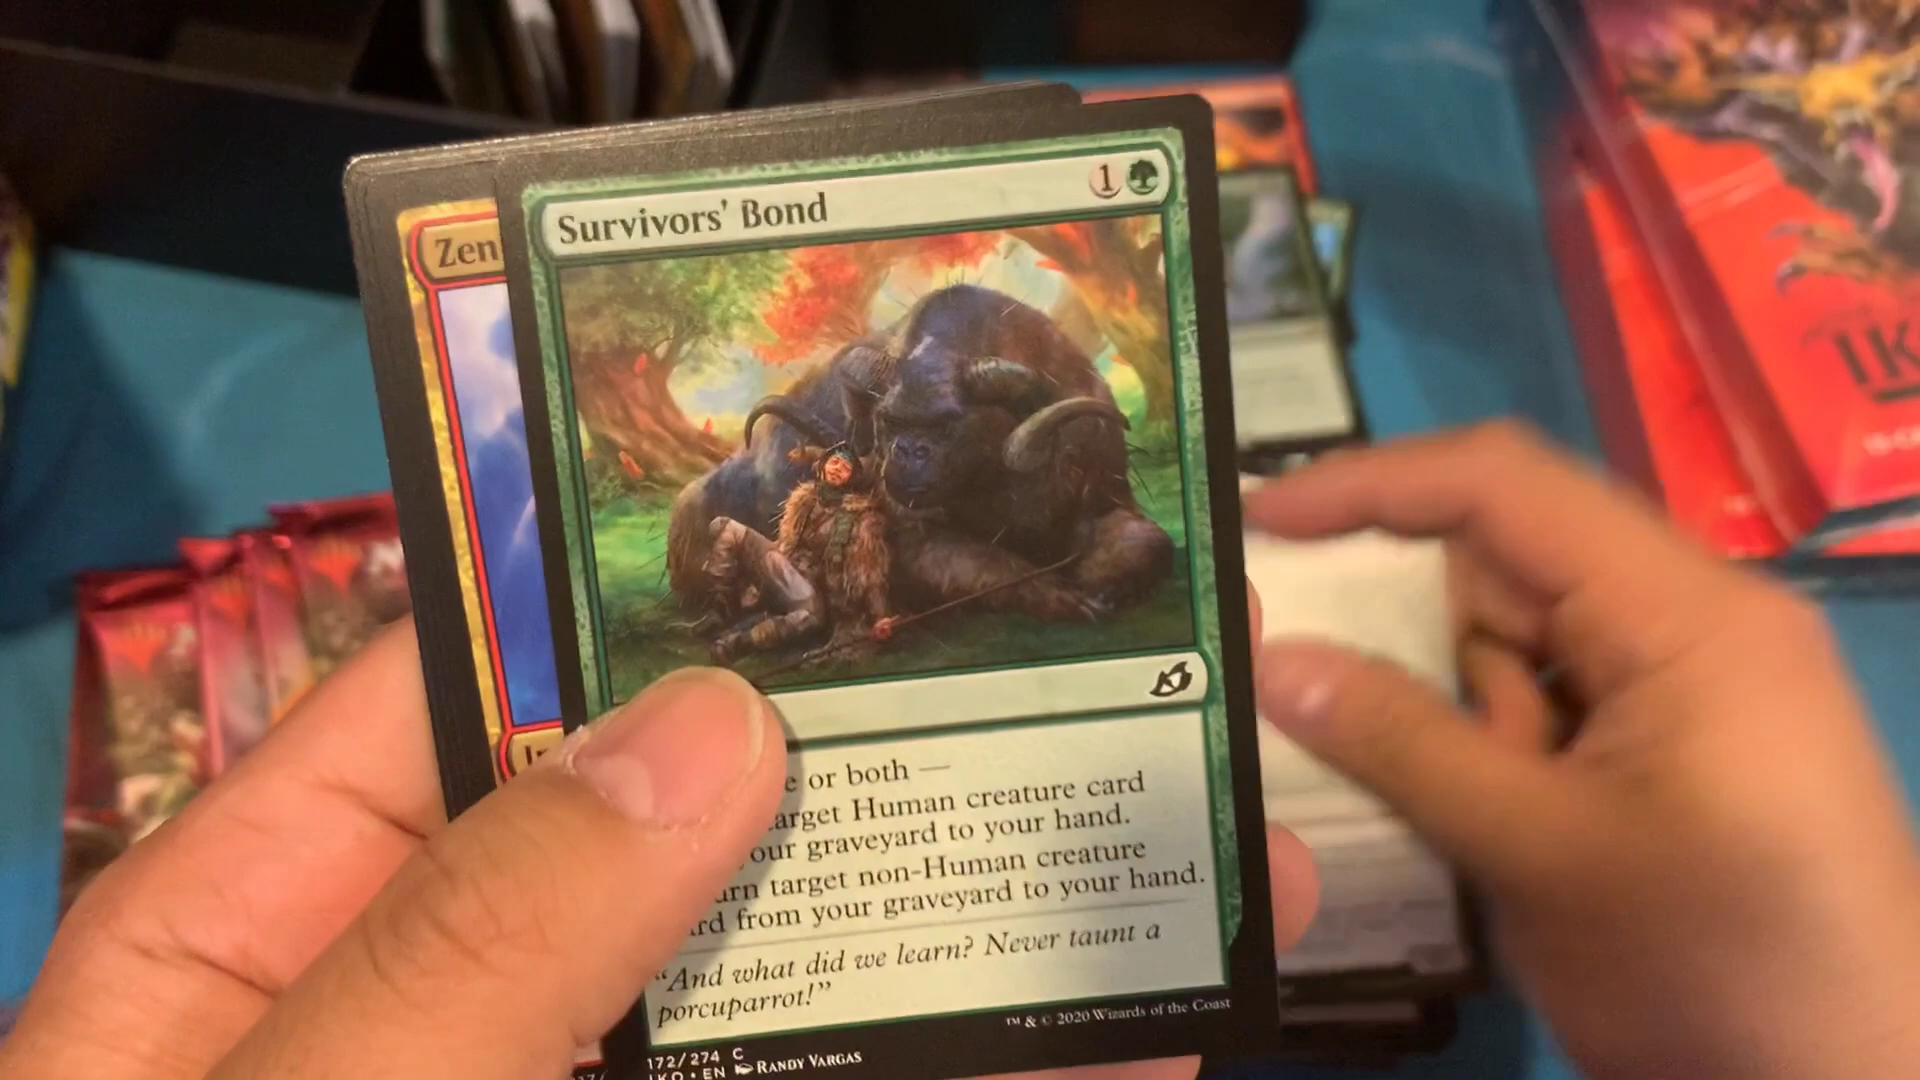 Survivors' Bond
1
Zen
e or both —
target Human creature card
our graveyard to your hand.
urn target non-Human creature
rd from your graveyard to your hand.
"And what did we learn? Never taunt a
porcuparrot!"
™ & © 2020 Wizards of the Coast
172/274 C
IKO • EN RANDY VARGAS
IK